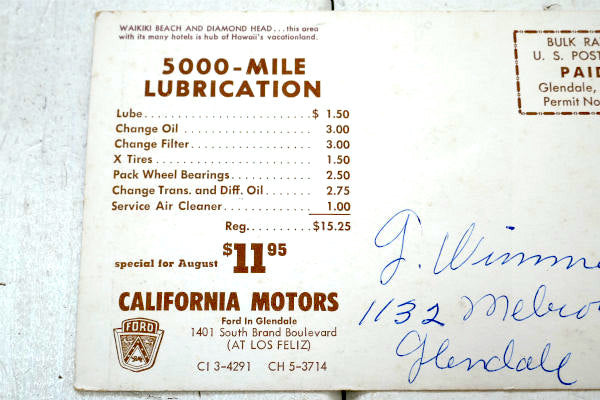 WAIKIKI BEACH AND DIAMOND HEAD...this area
with its many hotels is hub of Hawaii's vacationland.
5000-MILE
LUBRICATION
Lube..............................$ 1.50
Change Oil ......................... 3.00
Change Filter....................... 3.00
X Tires............................. 1.50
Pack Wheel Bearings............. 2.50
Change Trans. and Diff. Oil...... 2.75
Service Air Cleaner............. 1.00
Reg.......$15.25
special for August $11 95
CALIFORNIA MOTORS
FORD
Ford In Glendale
1401 South Brand Boulevard
(AT LOS FELIZ)
CI 3-4291 CH 5-3714
BULK
U. S.
PAID
Glendale,
Permit
1132
Glendale